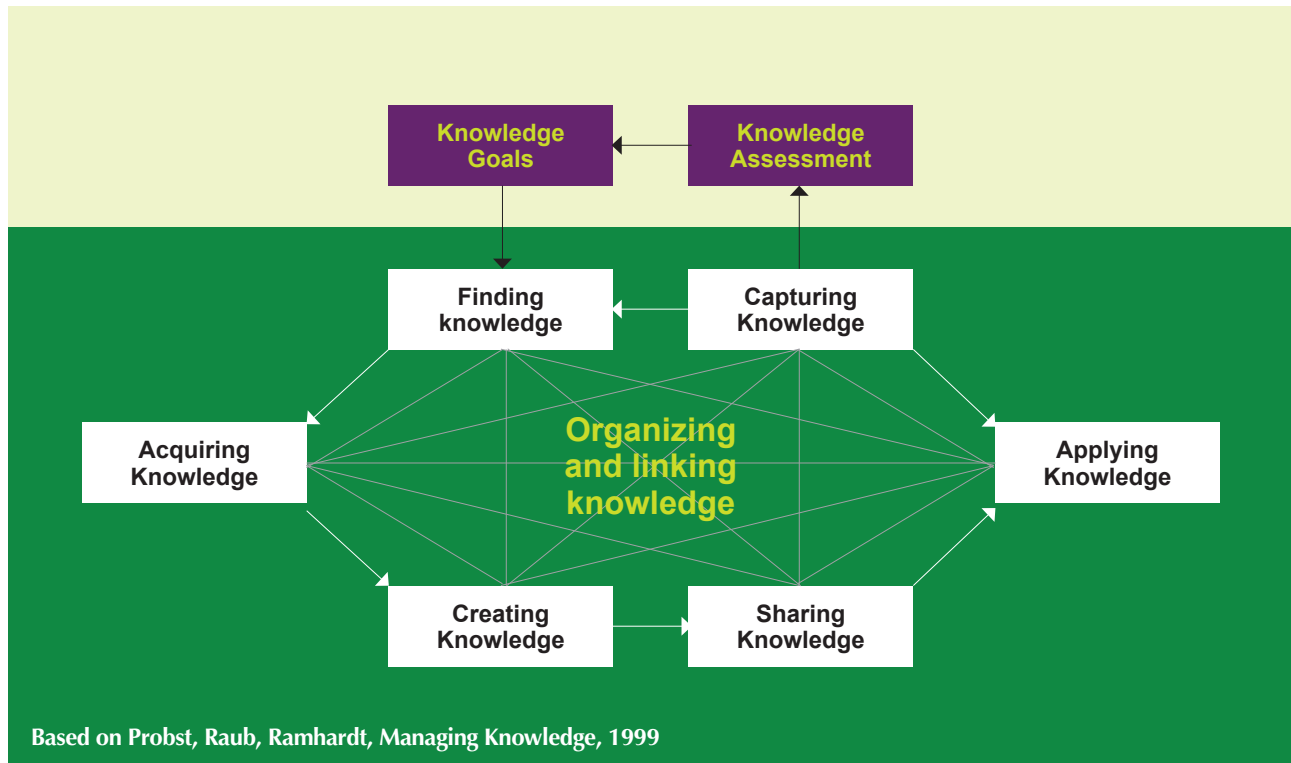 Knowledge
Goals
Knowledge
Assessment
Finding
knowledge
Capturing
Knowledge
Acquiring
Knowledge
Organizing
and linking
knowledge
Applying
Knowledge
Creating
Knowledge
Sharing
Knowledge
Based on Probst, Raub, Ramhardt, Managing Knowledge, 1999